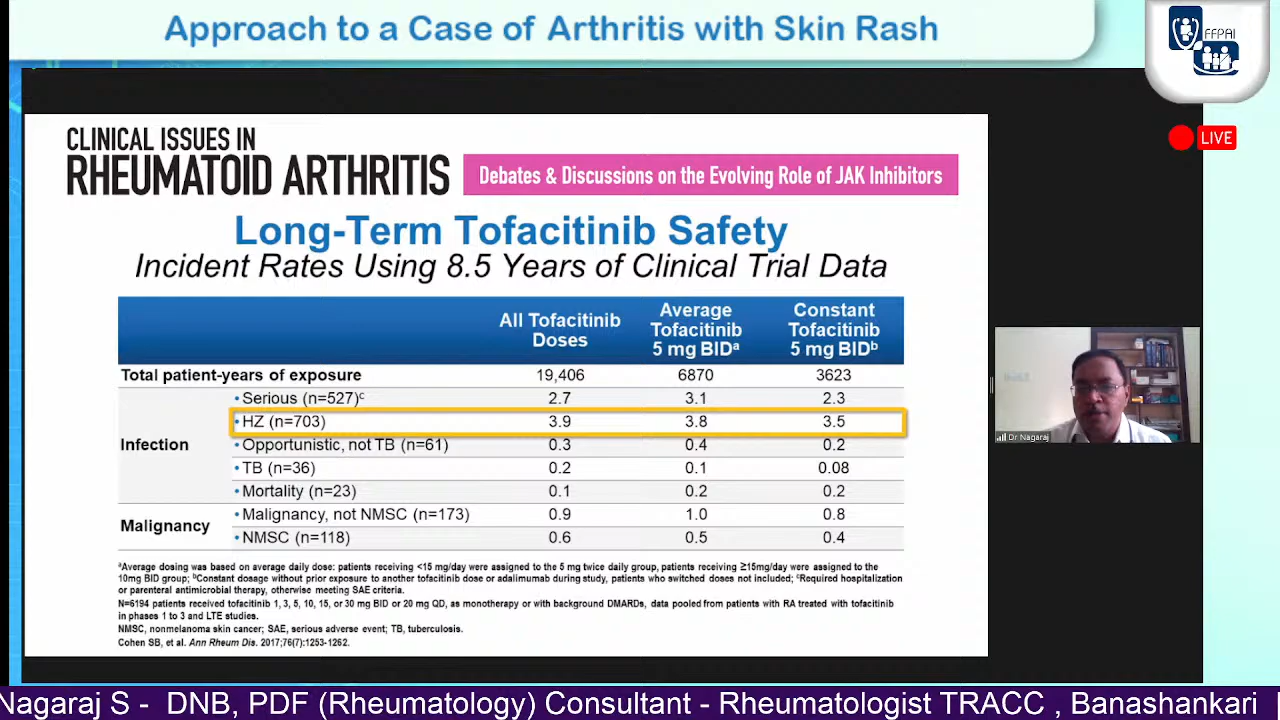 Approach to a Case of Arthritis with Skin Rash
FFPAI
LIVE
CLINICAL ISSUES IN
RHEUMATOID ARTHRITIS
Debates & Discussions on the Evolving Role of JAK Inhibitors
Long-Term Tofacitinib Safety
Incident Rates Using 8.5 Years of Clinical Trial Data
All Tofacitinib Doses
Average Tofacitinib 5 mg BIDᵃ
Constant Tofacitinib 5 mg BIDᵇ
Total patient-years of exposure 19,406 6870 3623
Infection
• Serious (n=527)ᶜ 2.7 3.1 2.3
• HZ (n=703) 3.9 3.8 3.5
• Opportunistic, not TB (n=61) 0.3 0.4 0.2
• TB (n=36) 0.2 0.1 0.08
• Mortality (n=23) 0.1 0.2 0.2
Malignancy
• Malignancy, not NMSC (n=173) 0.9 1.0 0.8
• NMSC (n=118) 0.6 0.5 0.4
ᵃAverage dosing was based on average daily dose: patients receiving <15 mg/day were assigned to the 5 mg twice daily group, patients receiving ≥15mg/day were assigned to the
10mg BID group; ᵇConstant dosage without prior exposure to another tofacitinib dose or adalimumab during study, patients who switched doses not included; ᶜRequired hospitalization
or parenteral antimicrobial therapy, otherwise meeting SAE criteria.
N=6194 patients received tofacitinib 1, 3, 5, 10, 15, or 30 mg BID or 20 mg QD, as monotherapy or with background DMARDs, data pooled from patients with RA treated with tofacitinib
in phases 1 to 3 and LTE studies.
NMSC, nonmelanoma skin cancer; SAE, serious adverse event; TB, tuberculosis.
Cohen SB, et al. Ann Rheum Dis. 2017;76(7):1253-1262.
Dr Nagaraj
Nagaraj S - DNB, PDF (Rheumatology) Consultant - Rheumatologist TRACC , Banashankari